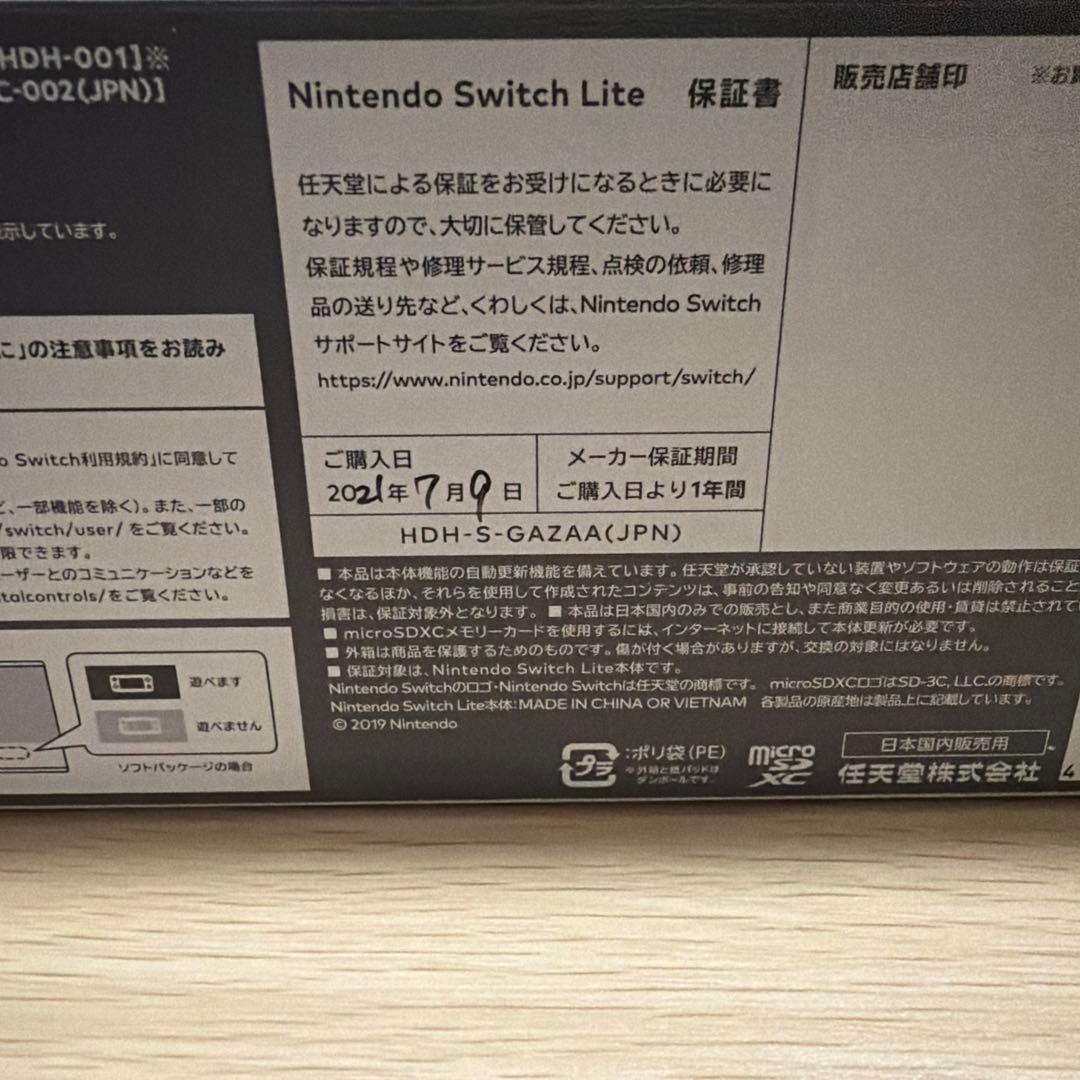 HDH-001]※
C-002(JPN)]
示しています。
に」の注意事項をお読み
o Switch利用規約」に同意して
ど、一部機能を除く)。また、一部の
/switch/user/ をご覧ください。
限できます。
ーザーとのコミュニケーションなどを
talcontrols/をご覧ください。
遊べます
遊べません
ソフトパッケージの場合
Nintendo Switch Lite 保証書
任天堂による保証をお受けになるときに必要に
なりますので、大切に保管してください。
保証規程や修理サービス規程、点検の依頼、修理
品の送り先など、くわしくは、Nintendo Switch
サポートサイトをご覧ください。
https://www.nintendo.co.jp/support/switch/
ご購入日
2021年7月9日
メーカー保証期間
ご購入日より1年間
HDH-S-GAZAA(JPN)
販売店舗印
※お
■ 本品は本体機能の自動更新機能を備えています。任天堂が承認していない装置やソフトウェアの動作は保証
なくなるほか、それらを使用して作成されたコンテンツは、事前の告知や同意なく変更あるいは削除されること
損害は、保証対象外となります。 ■ 本品は日本国内のみでの販売とし、また商業目的の使用・賃貸は禁止されて
■ microSDXCメモリーカードを使用するには、インターネットに接続して本体更新が必要です。
■ 外箱は商品を保護するためのものです。傷が付く場合がありますが、交換の対象にはなりません。
■ 保証対象は、Nintendo Switch Lite本体です。
Nintendo Switchのロゴ・Nintendo Switchは任天堂の商標です。 microSDXCロゴはSD-3C, LLC.の商標です。
Nintendo Switch Lite本体:MADE IN CHINA OR VIETNAM 各製品の原産地は製品上に記載しています。
© 2019 Nintendo
プラ
:ポリ袋(PE)
※外箱と紙パッドは
ダンボールです。
micro
SD
XC
日本国内販売用
任天堂株式会社
4